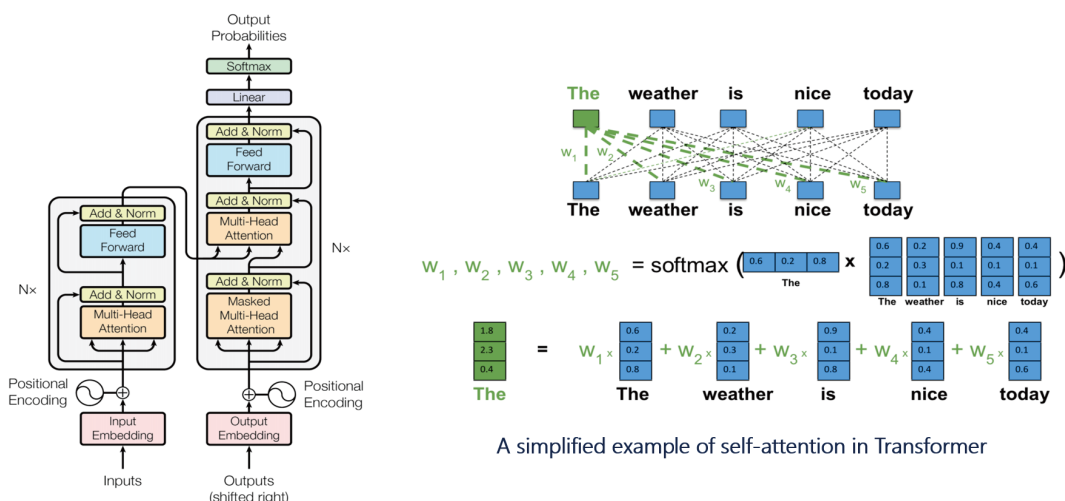 Output
Probabilities
Softmax
Linear
Add & Norm
Feed
Forward
Add & Norm
Multi-Head
Attention
Add & Norm
Masked
Multi-Head
Attention
Nx
Add & Norm
Feed
Forward
Nx
Add & Norm
Multi-Head
Attention
Positional
Encoding
Positional
Encoding
Input
Embedding
Output
Embedding
Inputs
Outputs
(shifted right)
The weather is nice today
w₁ w₂ w₃ w₄ w₅
The weather is nice today
0.6 0.2 0.9 0.4 0.4
w₁ , w₂ , w₃ , w₄ , w₅ = softmax ( 0.6 0.2 0.8 x 0.2 0.3 0.1 0.1 0.1 )
0.8 0.1 0.8 0.4 0.6
The The weather is nice today
1.8 0.6 0.2 0.9 0.4 0.4
2.3 = w₁ x 0.2 + w₂ x 0.3 + w₃ x 0.1 + w₄ x 0.1 + w₅ x 0.1
0.4 0.8 0.1 0.8 0.4 0.6
The The weather is nice today
A simplified example of self-attention in Transformer